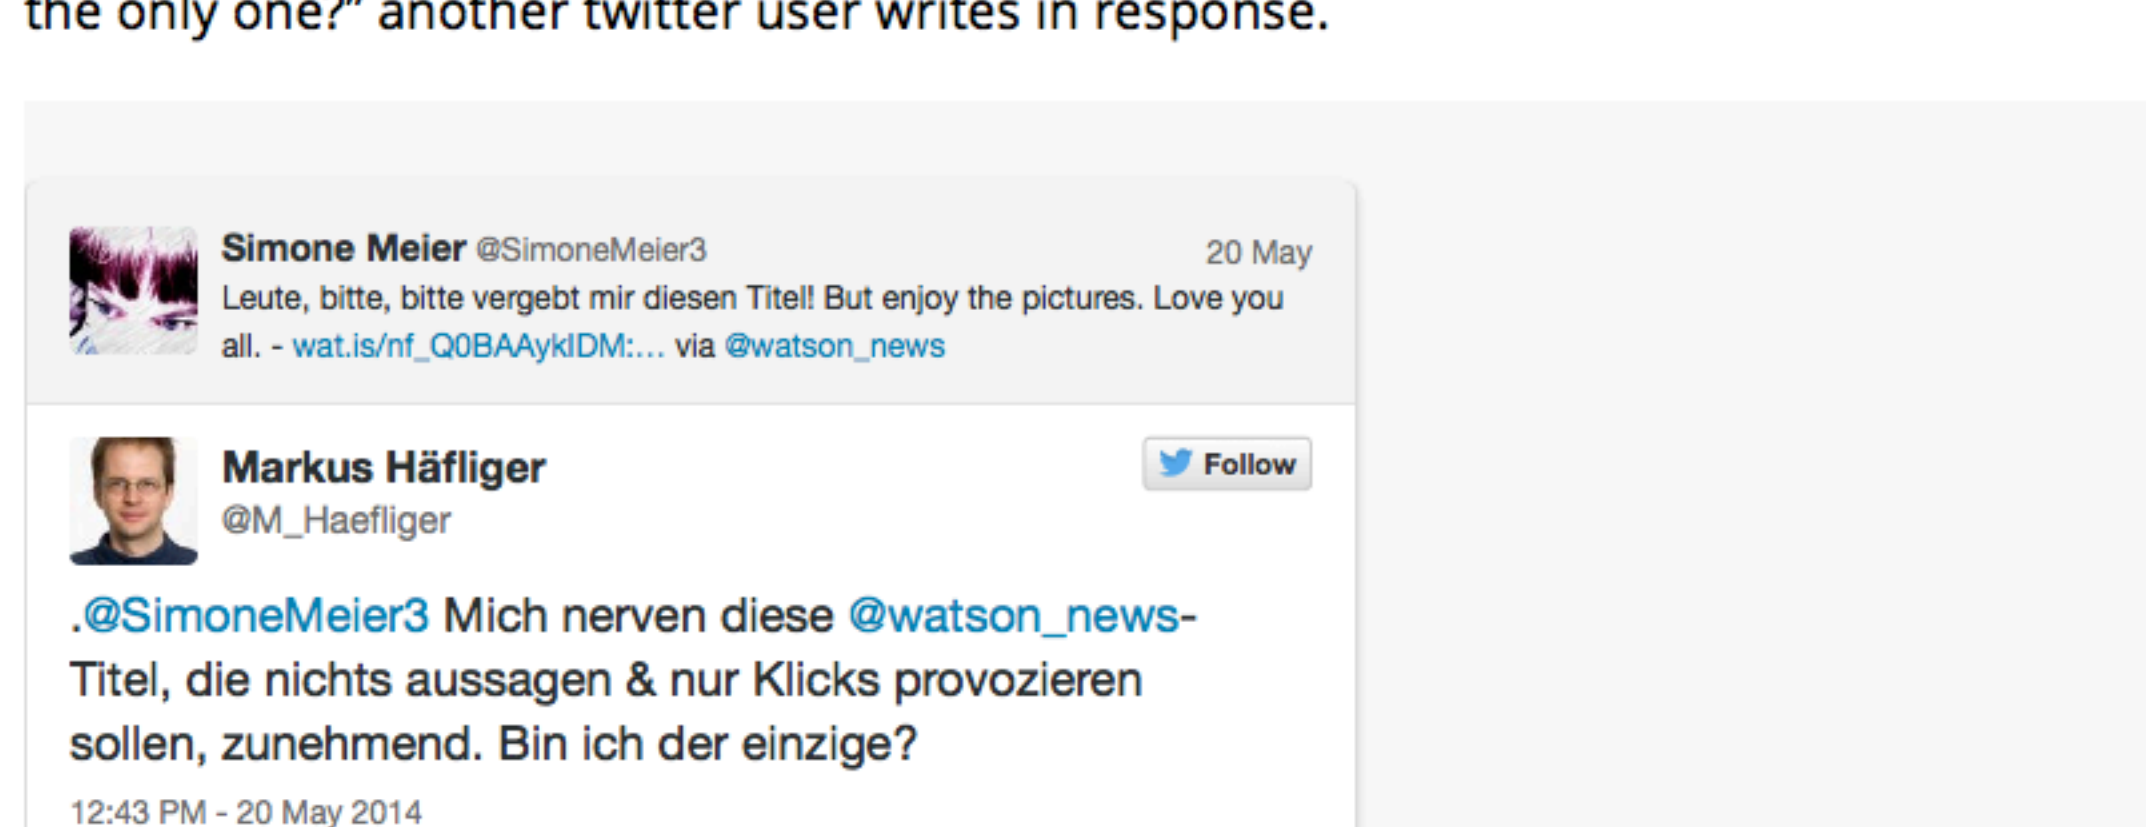 the only one?” another twitter user writes in response.
Simone Meier @SimoneMeier3 20 May
Leute, bitte, bitte vergebt mir diesen Titel! But enjoy the pictures. Love you
all. - wat.is/nf_Q0BAAykIDM:... via @watson_news
Markus Häfliger
Follow
@M_Haefliger
.@SimoneMeier3 Mich nerven diese @watson_news-
Titel, die nichts aussagen & nur Klicks provozieren
sollen, zunehmend. Bin ich der einzige?
12:43 PM - 20 May 2014